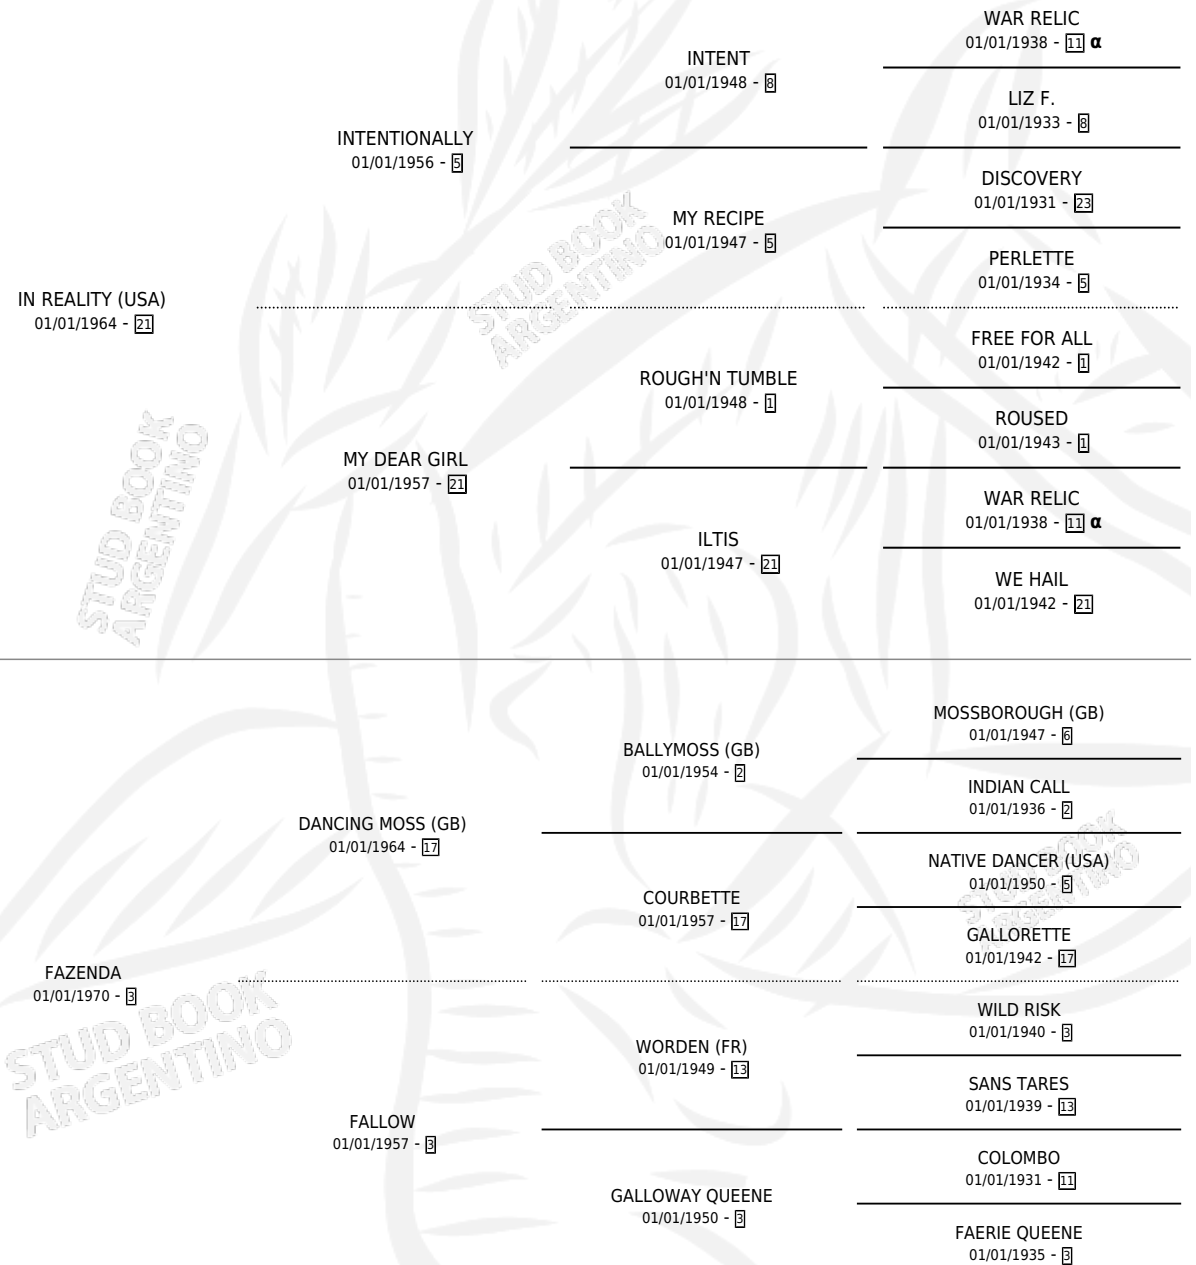 WAR RELIC
01/01/1938 - 11 α
INTENT
01/01/1948 - 8
LIZ F.
01/01/1933 - 8
INTENTIONALLY
01/01/1956 - 5
DISCOVERY
01/01/1931 - 23
MY RECIPE
01/01/1947 - 5
PERLETTE
01/01/1934 - 5
IN REALITY (USA)
01/01/1964 - 21
FREE FOR ALL
01/01/1942 - 1
ROUGH'N TUMBLE
01/01/1948 - 1
ROUSED
01/01/1943 - 1
MY DEAR GIRL
01/01/1957 - 21
WAR RELIC
01/01/1938 - 11 α
ILTIS
01/01/1947 - 21
WE HAIL
01/01/1942 - 21
MOSSBOROUGH (GB)
01/01/1947 - 6
BALLYMOSS (GB)
01/01/1954 - 2
INDIAN CALL
01/01/1936 - 2
DANCING MOSS (GB)
01/01/1964 - 17
NATIVE DANCER (USA)
01/01/1950 - 5
COURBETTE
01/01/1957 - 17
GALLORETTE
01/01/1942 - 17
FAZENDA
01/01/1970 - 3
WILD RISK
01/01/1940 - 3
WORDEN (FR)
01/01/1949 - 13
SANS TARES
01/01/1939 - 13
FALLOW
01/01/1957 - 3
COLOMBO
01/01/1931 - 11
GALLOWAY QUEENE
01/01/1950 - 3
FAERIE QUEENE
01/01/1935 - 3
STUD BOOK
ARGENTINO
STUD BOOK
ARGENTINO
STUD BOOK
ARGENTINO
STUD BOOK
ARGENTINO